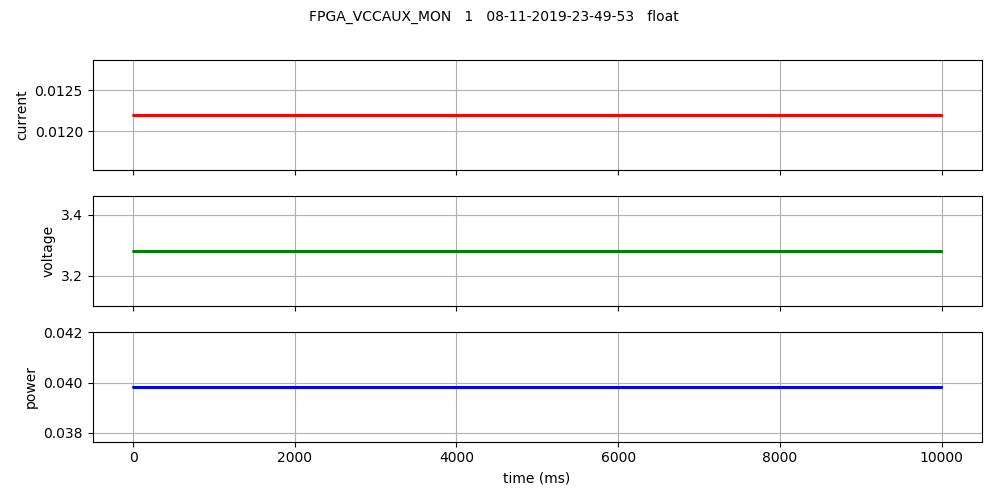 FPGA_VCCAUX_MON 1 08-11-2019-23-49-53 float
0.0125
0.0120
current
3.4
3.2
voltage
0.042
0.040
0.038
power
0 2000 4000 6000 8000 10000
time (ms)